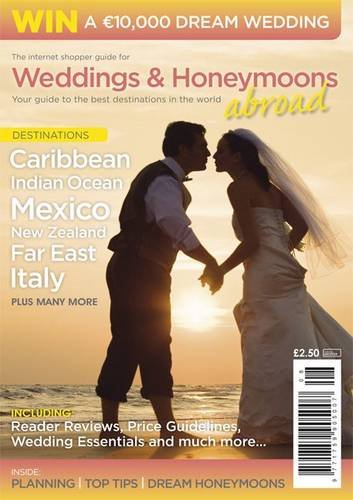 WIN A €10,000 DREAM WEDDING
The internet shopper guide for
Weddings & Honeymoons
abroad
Your guide to the best destinations in the world
DESTINATIONS
Caribbean
Indian Ocean
Mexico
New Zealand
Far East
Italy
PLUS MANY MORE
£2.50
08
INCLUDING:
Reader Reviews, Price Guidelines,
Wedding Essentials and much more...
INSIDE:
PLANNING | TOP TIPS | DREAM HONEYMOONS